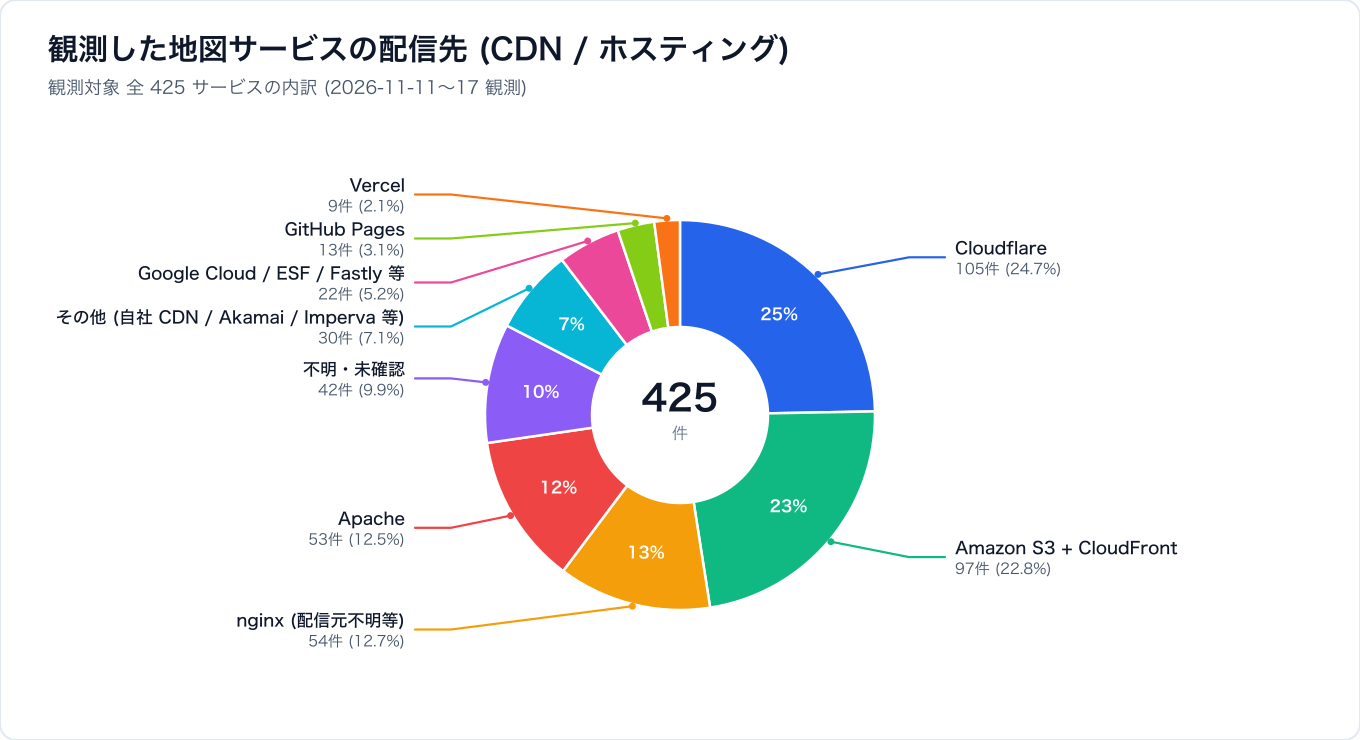 観測した地図サービスの配信先 (CDN / ホスティング)
観測対象 全 425 サービスの内訳 (2026-11-11〜17 観測)
Vercel
9件 (2.1%)
GitHub Pages
13件 (3.1%)
Google Cloud / ESF / Fastly 等
22件 (5.2%)
その他 (自社 CDN / Akamai / Imperva 等)
30件 (7.1%)
不明・未確認
42件 (9.9%)
Apache
53件 (12.5%)
nginx (配信元不明等)
54件 (12.7%)
Cloudflare
105件 (24.7%)
Amazon S3 + CloudFront
97件 (22.8%)
25%
23%
13%
12%
10%
7%
425
件